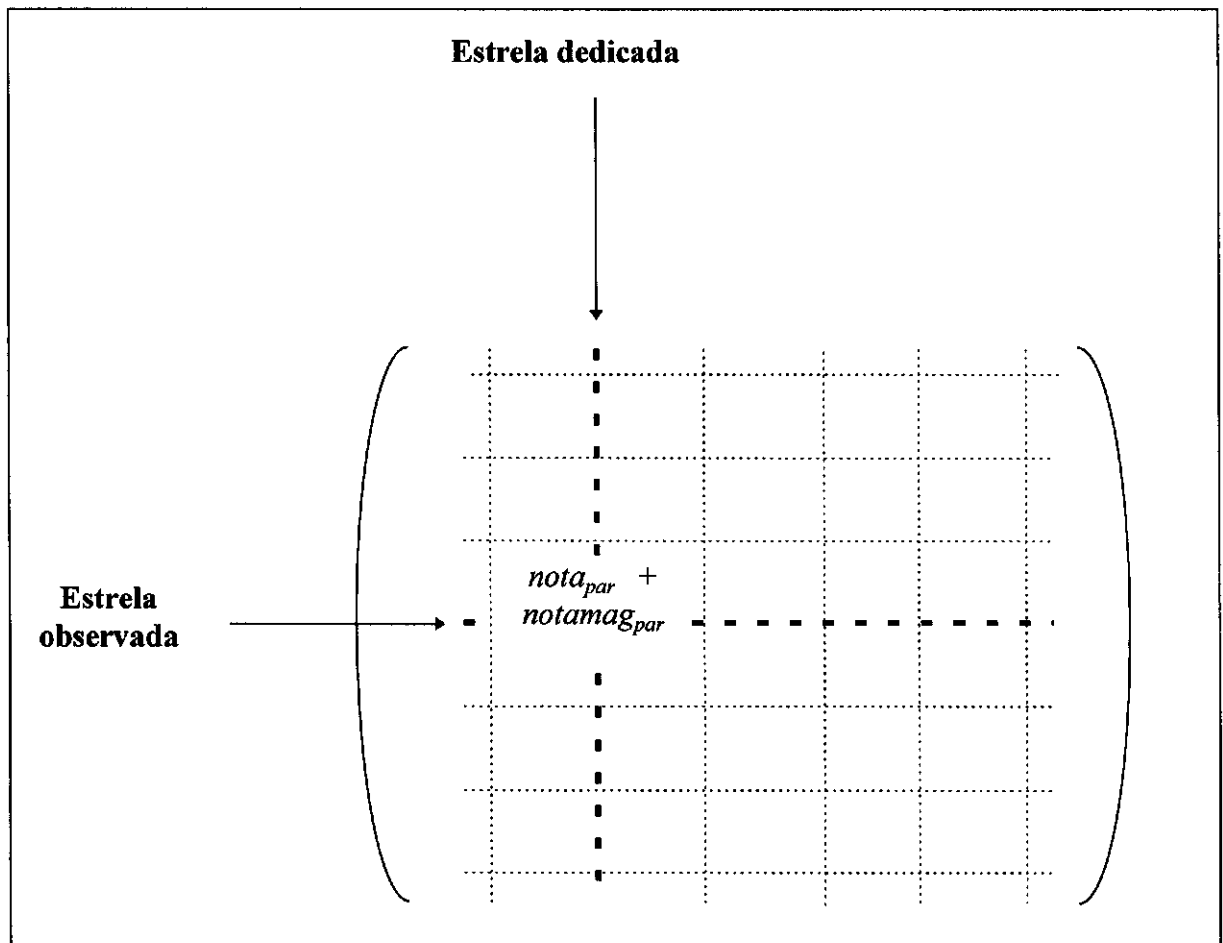 Estrela dedicada
nota_par +
notamag_par
Estrela
observada